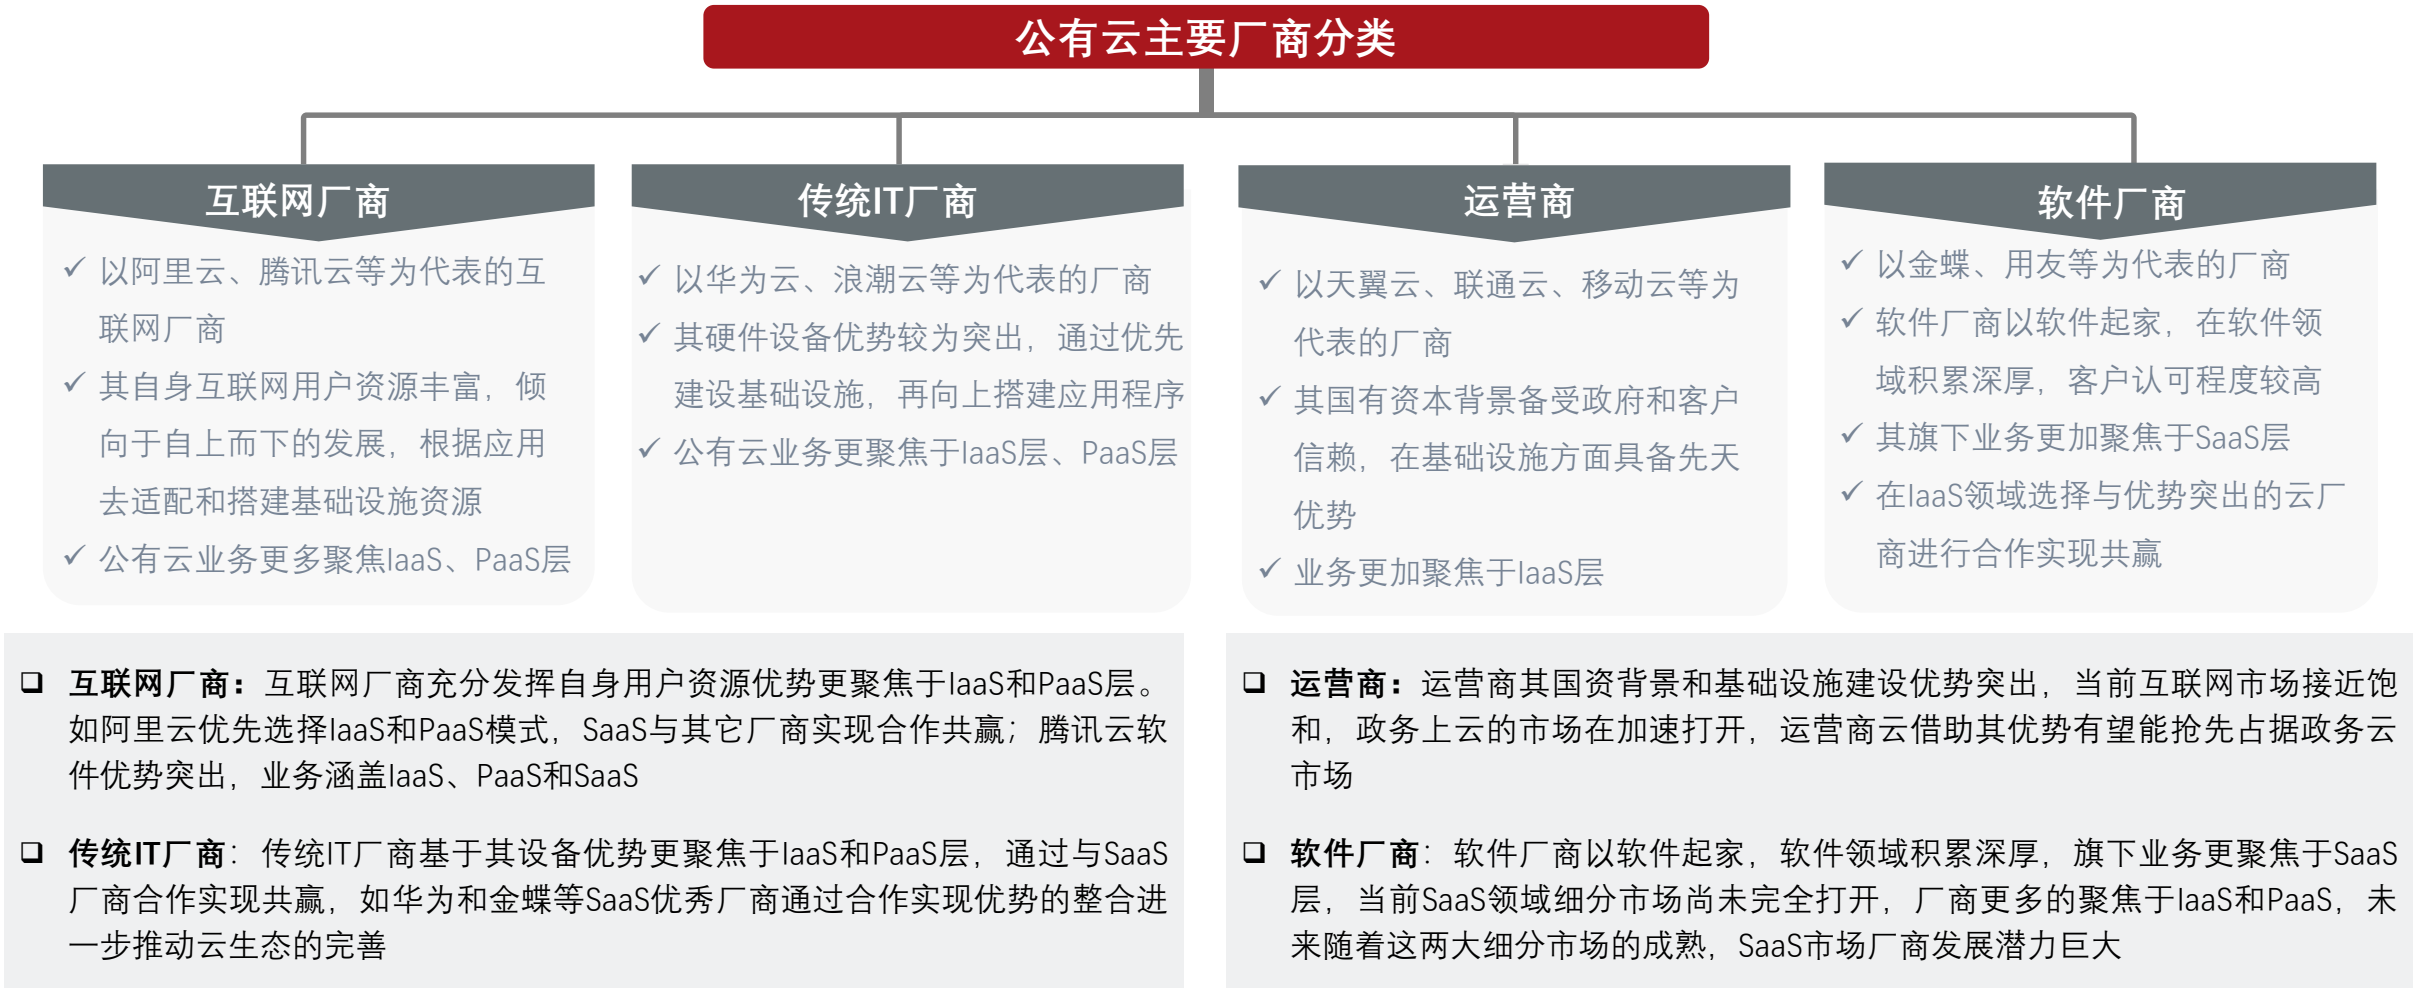 公有云主要厂商分类
互联网厂商
以阿里云、腾讯云等为代表的互
联网厂商
其自身互联网用户资源丰富，倾
向于自上而下的发展，根据应用
去适配和搭建基础设施资源
公有云业务更多聚焦IaaS、PaaS层
传统IT厂商
以华为云、浪潮云等为代表的厂商
其硬件设备优势较为突出，通过优先
建设基础设施，再向上搭建应用程序
公有云业务更聚焦于IaaS层、PaaS层
运营商
以天翼云、联通云、移动云等为
代表的厂商
其国有资本背景备受政府和客户
信赖，在基础设施方面具备先天
优势
业务更加聚焦于IaaS层
软件厂商
以金蝶、用友等为代表的厂商
软件厂商以软件起家，在软件领
域积累深厚，客户认可程度较高
其旗下业务更加聚焦于SaaS层
在IaaS领域选择与优势突出的云厂
商进行合作实现共赢
互联网厂商：互联网厂商充分发挥自身用户资源优势更聚焦于IaaS和PaaS层。
如阿里云优先选择IaaS和PaaS模式，SaaS与其它厂商实现合作共赢；腾讯云软
件优势突出，业务涵盖IaaS、PaaS和SaaS
传统IT厂商：传统IT厂商基于其设备优势更聚焦于IaaS和PaaS层，通过与SaaS
厂商合作实现共赢，如华为和金蝶等SaaS优秀厂商通过合作实现优势的整合进
一步推动云生态的完善
运营商：运营商其国资背景和基础设施建设优势突出，当前互联网市场接近饱
和，政务上云的市场在加速打开，运营商云借助其优势有望能抢先占据政务云
市场
软件厂商：软件厂商以软件起家，软件领域积累深厚，旗下业务更聚焦于SaaS
层，当前SaaS领域细分市场尚未完全打开，厂商更多的聚焦于IaaS和PaaS，未
来随着这两大细分市场的成熟，SaaS市场厂商发展潜力巨大